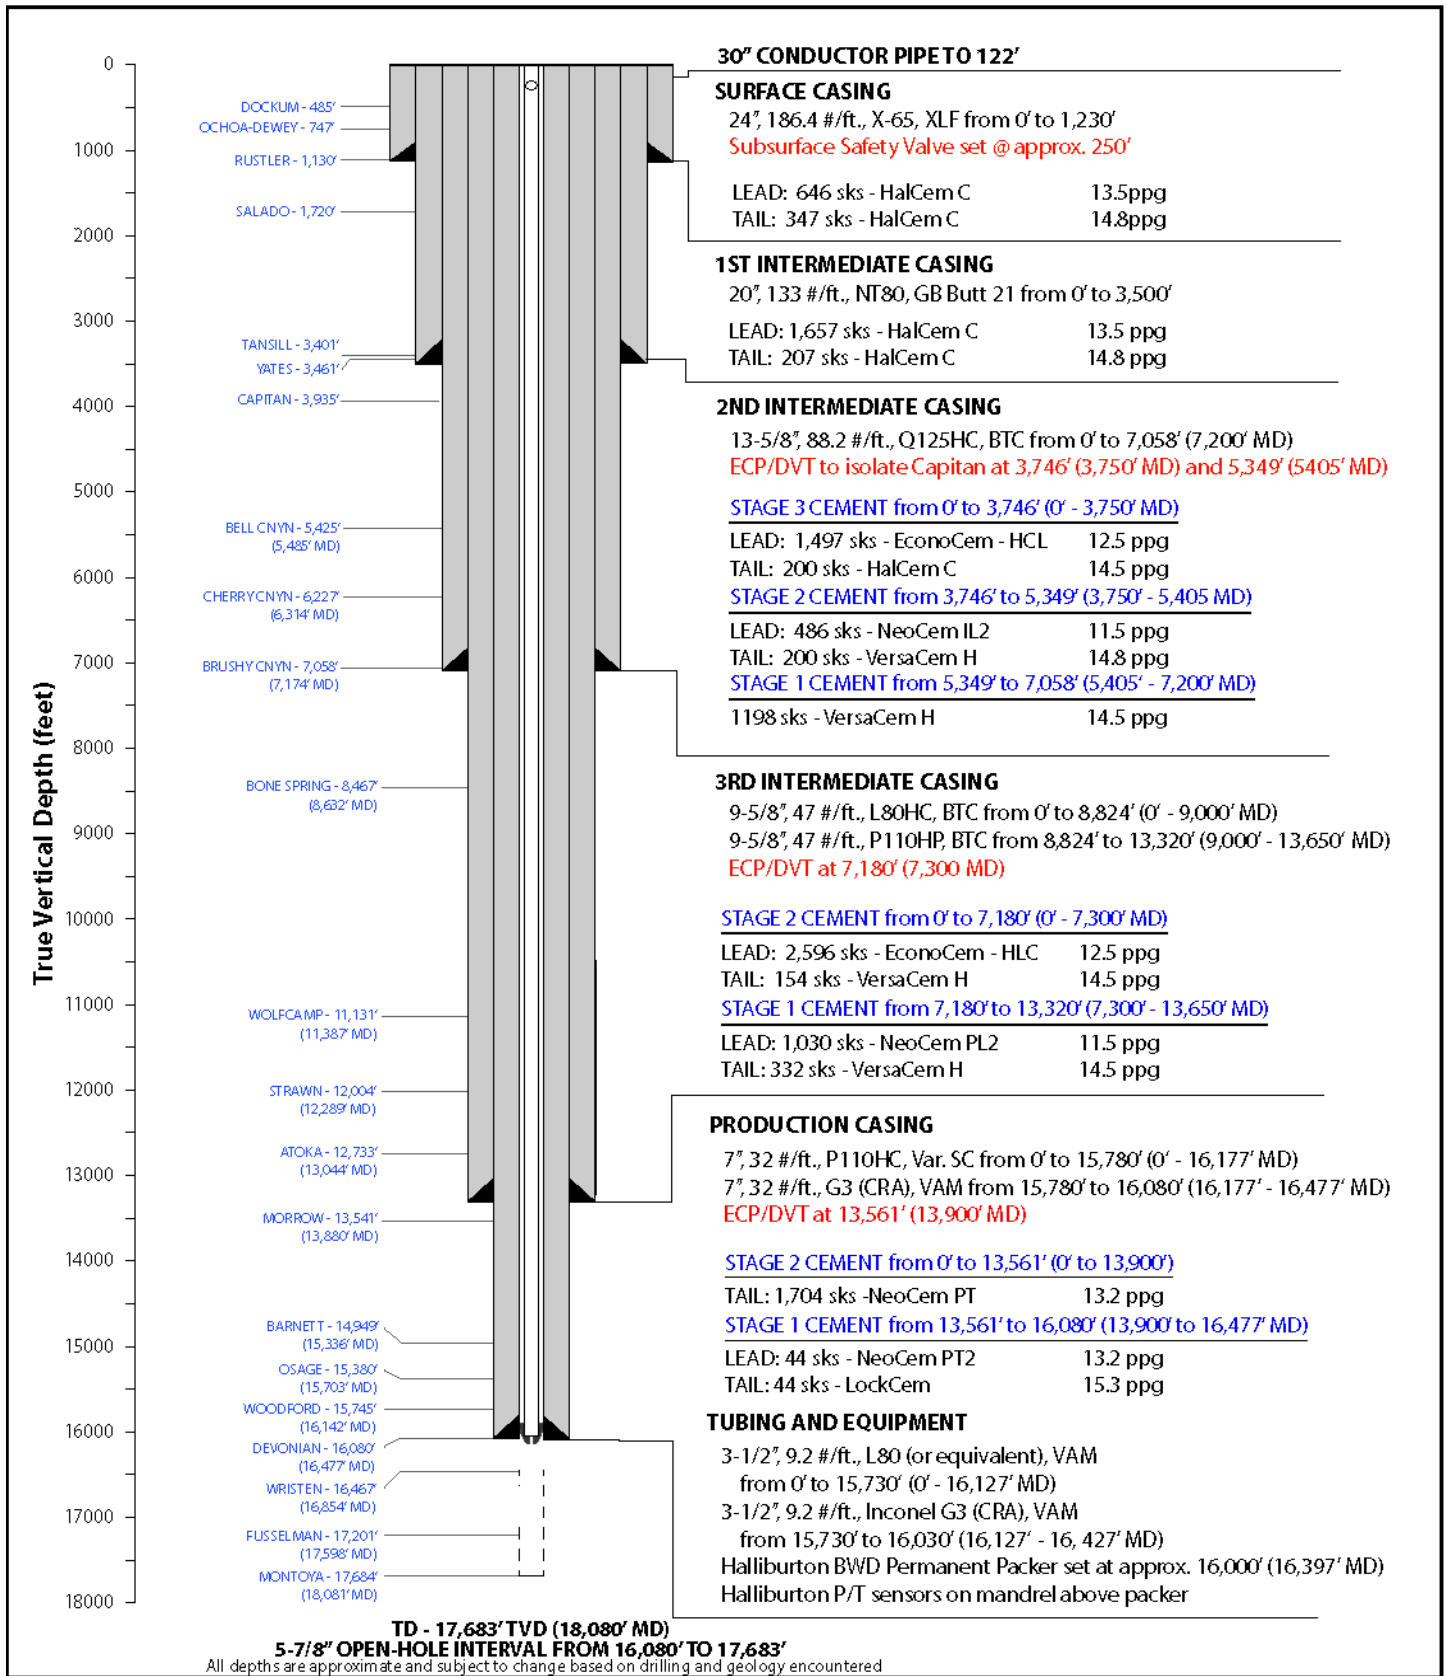 30" CONDUCTOR PIPE TO 122'
SURFACE CASING
24", 186.4 #/ft., X-65, XLF from 0' to 1,230'
Subsurface Safety Valve set @ approx. 250'
LEAD: 646 sks - HalCem C 13.5ppg
TAIL: 347 sks - HalCem C 14.8ppg
1ST INTERMEDIATE CASING
20", 133 #/ft., NT80, GB Butt 21 from 0' to 3,500'
LEAD: 1,657 sks - HalCem C 13.5 ppg
TAIL: 207 sks - HalCem C 14.8 ppg
2ND INTERMEDIATE CASING
13-5/8", 88.2 #/ft., Q125HC, BTC from 0' to 7,058' (7,200' MD)
ECP/DVT to isolate Capitan at 3,746' (3,750' MD) and 5,349' (5405' MD)
STAGE 3 CEMENT from 0' to 3,746' (0' - 3,750' MD)
LEAD: 1,497 sks - EconoCem - HCL 12.5 ppg
TAIL: 200 sks - HalCem C 14.5 ppg
STAGE 2 CEMENT from 3,746' to 5,349' (3,750' - 5,405 MD)
LEAD: 486 sks - NeoCem IL2 11.5 ppg
TAIL: 200 sks - VersaCem H 14.8 ppg
STAGE 1 CEMENT from 5,349' to 7,058' (5,405' - 7,200' MD)
1198 sks - VersaCem H 14.5 ppg
3RD INTERMEDIATE CASING
9-5/8", 47 #/ft., L80HC, BTC from 0' to 8,824' (0' - 9,000' MD)
9-5/8", 47 #/ft., P110HP, BTC from 8,824' to 13,320' (9,000' - 13,650' MD)
ECP/DVT at 7,180' (7,300 MD)
STAGE 2 CEMENT from 0' to 7,180' (0' - 7,300' MD)
LEAD: 2,596 sks - EconoCem - HLC 12.5 ppg
TAIL: 154 sks - VersaCem H 14.5 ppg
STAGE 1 CEMENT from 7,180' to 13,320' (7,300' - 13,650' MD)
LEAD: 1,030 sks - NeoCem PL2 11.5 ppg
TAIL: 332 sks - VersaCem H 14.5 ppg
PRODUCTION CASING
7", 32 #/ft., P110HC, Var. SC from 0' to 15,780' (0' - 16,177' MD)
7", 32 #/ft., G3 (CRA), VAM from 15,780' to 16,080' (16,177' - 16,477' MD)
ECP/DVT at 13,561' (13,900' MD)
STAGE 2 CEMENT from 0' to 13,561' (0' to 13,900')
TAIL: 1,704 sks -NeoCem PT 13.2 ppg
STAGE 1 CEMENT from 13,561' to 16,080' (13,900' to 16,477' MD)
LEAD: 44 sks - NeoCem PT2 13.2 ppg
TAIL: 44 sks - LockCem 15.3 ppg
TUBING AND EQUIPMENT
3-1/2", 9.2 #/ft., L80 (or equivalent), VAM
from 0' to 15,730' (0' - 16,127' MD)
3-1/2", 9.2 #/ft., Inconel G3 (CRA), VAM
from 15,730' to 16,030' (16,127' - 16, 427' MD)
Halliburton BWD Permanent Packer set at approx. 16,000' (16,397' MD)
Halliburton P/T sensors on mandrel above packer
True Vertical Depth (feet)
0
1000
2000
3000
4000
5000
6000
7000
8000
9000
10000
11000
12000
13000
14000
15000
16000
17000
18000
DOCKUM - 485'
OCHOA-DEWEY - 747'
RUSTLER - 1,130'
SALADO - 1,720'
TANSILL - 3,401'
YATES - 3,461'
CAPITAN - 3,935'
BELL CNYN - 5,425'
(5,485' MD)
CHERRY CNYN - 6,227'
(6,314' MD)
BRUSHY CNYN - 7,058'
(7,174' MD)
BONE SPRING - 8,467'
(8,632' MD)
WOLFCAMP - 11,131'
(11,387' MD)
STRAWN - 12,004'
(12,289' MD)
ATOKA - 12,733'
(13,044' MD)
MORROW - 13,541'
(13,880' MD)
BARNETT - 14,949'
(15,336' MD)
OSAGE - 15,380'
(15,703' MD)
WOODFORD - 15,745'
(16,142' MD)
DEVONIAN - 16,080'
(16,477' MD)
WRISTEN - 16,467'
(16,854' MD)
FUSSELMAN - 17,201'
(17,598' MD)
MONTOYA - 17,684'
(18,081' MD)
TD - 17,683' TVD (18,080' MD)
5-7/8" OPEN-HOLE INTERVAL FROM 16,080' TO 17,683'
All depths are approximate and subject to change based on drilling and geology encountered